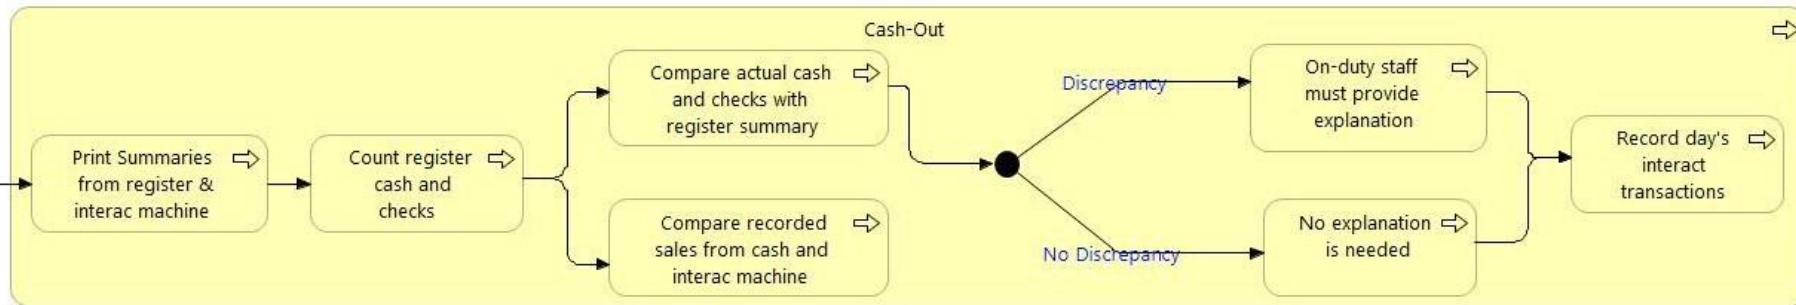 Cash-Out
Print Summaries
from register &
interac machine
Count register
cash and
checks
Compare actual cash
and checks with
register summary
Compare recorded
sales from cash and
interac machine
Discrepancy
No Discrepancy
On-duty staff
must provide
explanation
No explanation
is needed
Record day's
interact
transactions